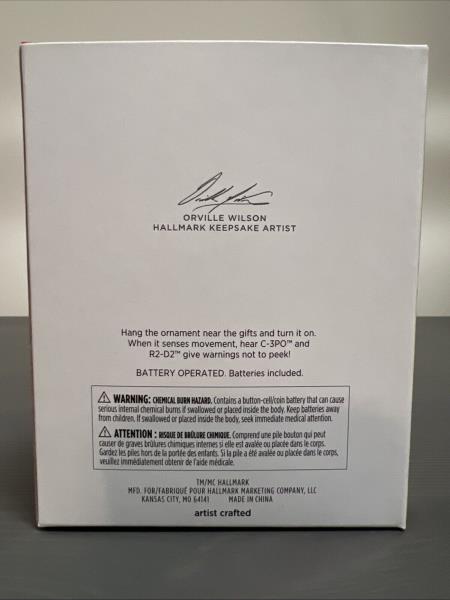 ORVILLE WILSON
HALLMARK KEEPSAKE ARTIST
Hang the ornament near the gifts and turn it on.
When it senses movement, hear C-3PO™ and
R2-D2™ give warnings not to peek!
BATTERY OPERATED. Batteries included.
⚠ WARNING: CHEMICAL BURN HAZARD. Contains a button-cell/coin battery that can cause
serious internal chemical burns if swallowed or placed inside the body. Keep batteries away
from children. If swallowed or placed inside the body, seek immediate medical attention.
⚠ ATTENTION : RISQUE DE BRÛLURE CHIMIQUE. Comprend une pile bouton qui peut
causer de graves brûlures chimiques internes si elle est avalée ou placée dans le corps.
Gardez les piles hors de la portée des enfants. Si la pile a été avalée ou placée dans le corps,
veuillez immédiatement obtenir de l'aide médicale.
TM/MC HALLMARK
MFD. FOR/FABRIQUÉ POUR HALLMARK MARKETING COMPANY, LLC
KANSAS CITY, MO 64141 MADE IN CHINA
artist crafted